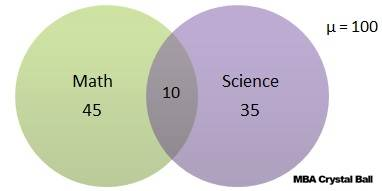 μ = 100
Math
45
10
Science
35
MBA Crystal Ball